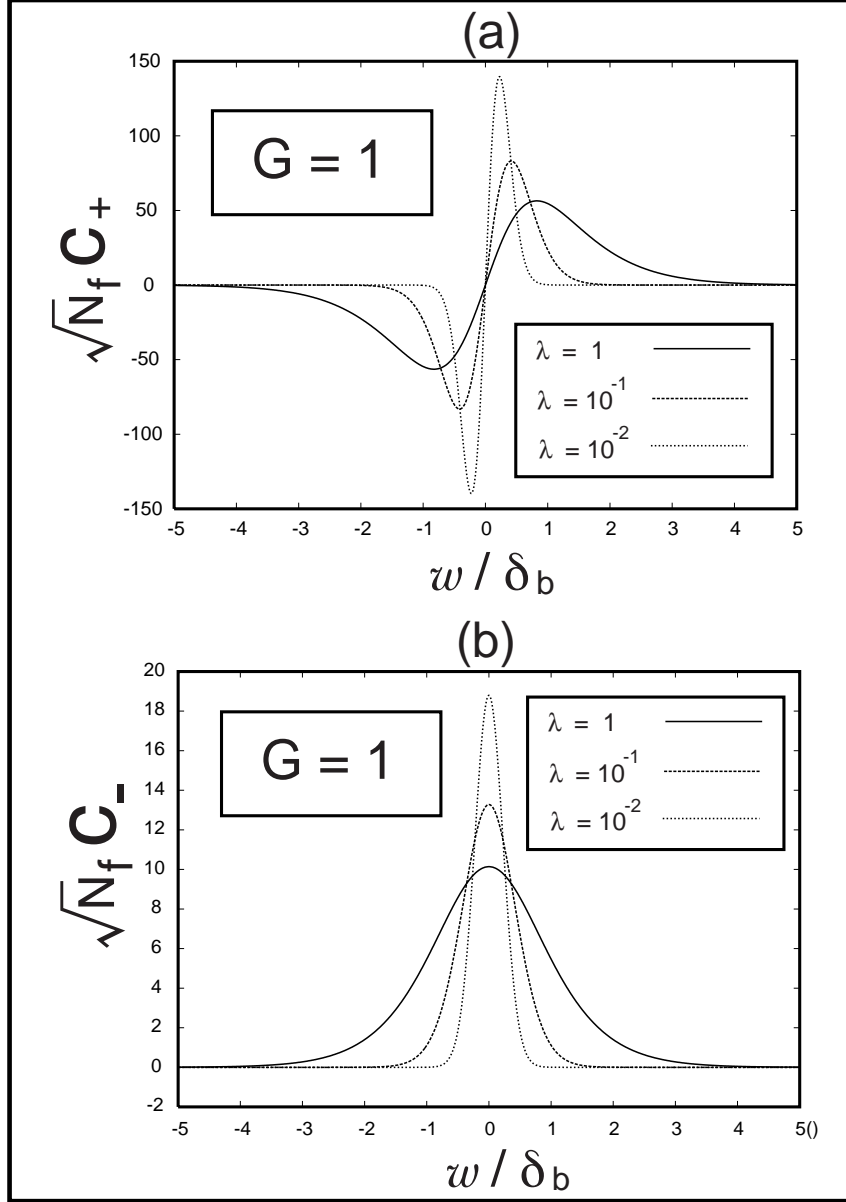 (a)
150
100
50
0
-50
-100
-150
√N_f C_+
G = 1
λ = 1
λ = 10^-1
λ = 10^-2
-5 -4 -3 -2 -1 0 1 2 3 4 5
w / δ_b
(b)
20
18
16
14
12
10
8
6
4
2
0
-2
√N_f C_-
G = 1
λ = 1
λ = 10^-1
λ = 10^-2
-5 -4 -3 -2 -1 0 1 2 3 4 5()
w / δ_b